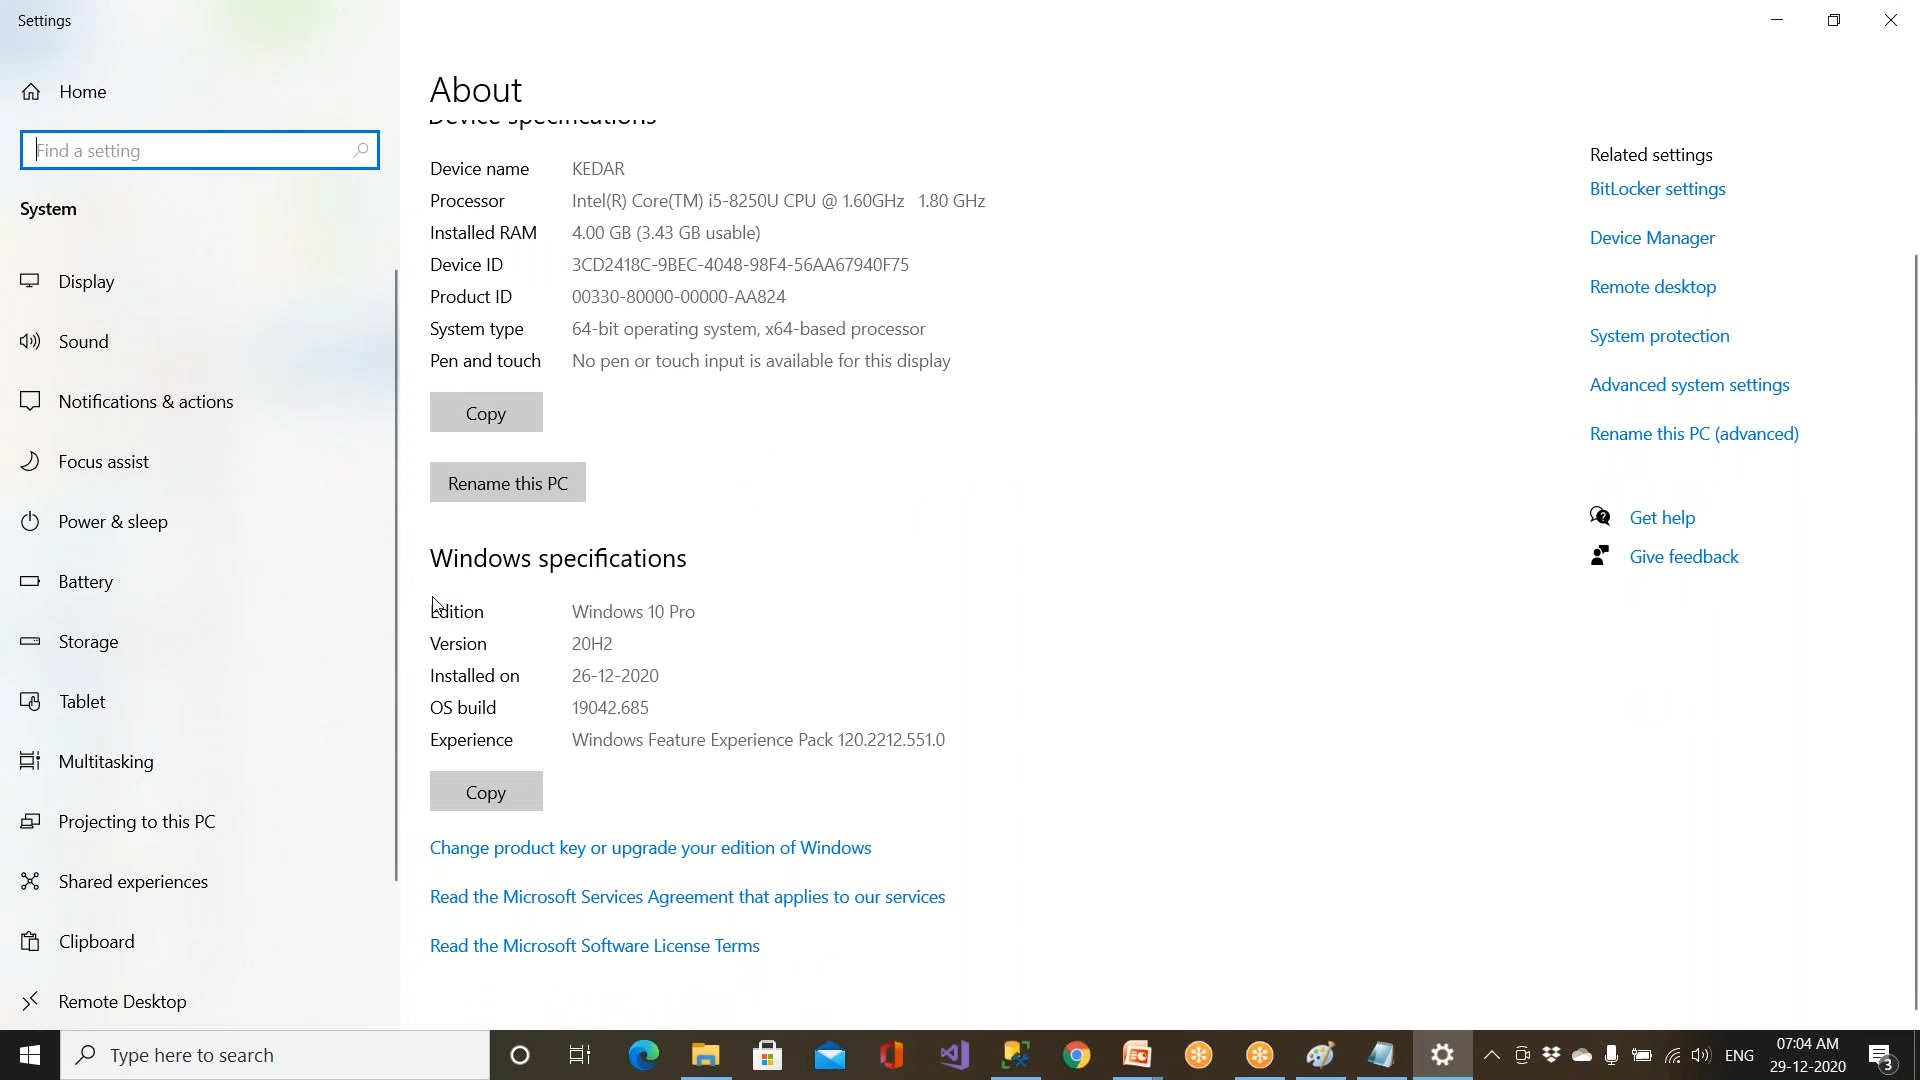 Settings
Home
Find a setting
System
Display
Sound
Notifications & actions
Focus assist
Power & sleep
Battery
Storage
Tablet
Multitasking
Projecting to this PC
Shared experiences
Clipboard
Remote Desktop
About
Device specifications
Device name KEDAR
Processor Intel(R) Core(TM) i5-8250U CPU @ 1.60GHz 1.80 GHz
Installed RAM 4.00 GB (3.43 GB usable)
Device ID 3CD2418C-9BEC-4048-98F4-56AA67940F75
Product ID 00330-80000-00000-AA824
System type 64-bit operating system, x64-based processor
Pen and touch No pen or touch input is available for this display
Copy
Rename this PC
Windows specifications
Edition Windows 10 Pro
Version 20H2
Installed on 26-12-2020
OS build 19042.685
Experience Windows Feature Experience Pack 120.2212.551.0
Copy
Change product key or upgrade your edition of Windows
Read the Microsoft Services Agreement that applies to our services
Read the Microsoft Software License Terms
Related settings
BitLocker settings
Device Manager
Remote desktop
System protection
Advanced system settings
Rename this PC (advanced)
Get help
Give feedback
Type here to search
ENG
07:04 AM
29-12-2020
3